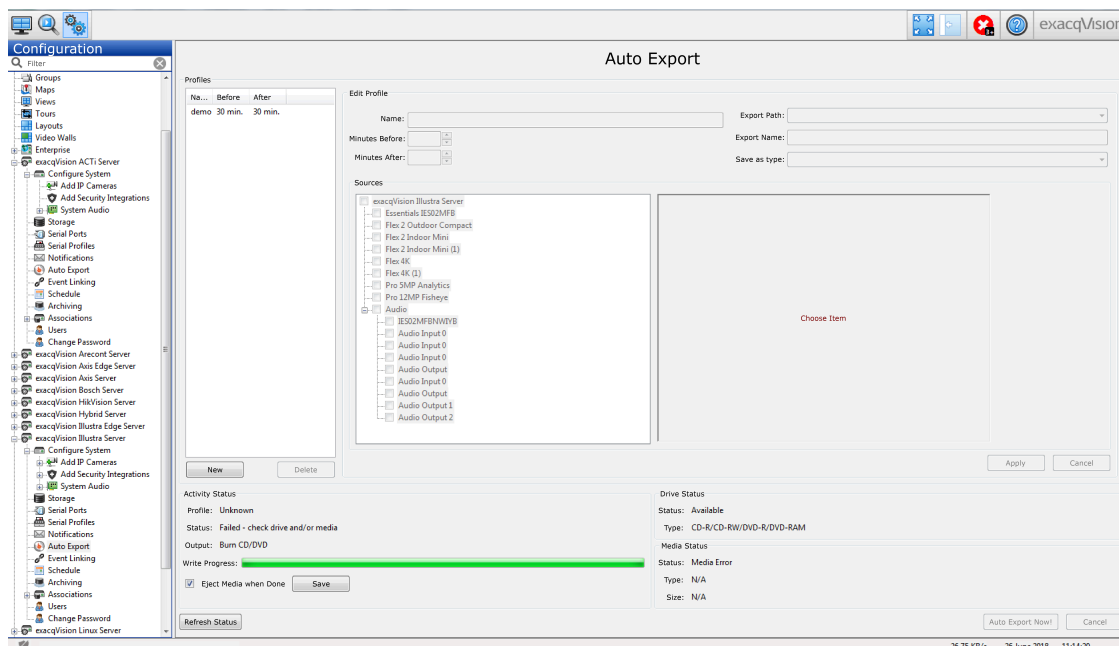 exacqVision
Configuration
Filter
Groups
Maps
Views
Tours
Layouts
Video Walls
Enterprise
exacqVision ACTi Server
Configure System
Add IP Cameras
Add Security Integrations
System Audio
Storage
Serial Ports
Serial Profiles
Notifications
Auto Export
Event Linking
Schedule
Archiving
Associations
Users
Change Password
exacqVision Arecont Server
exacqVision Axis Edge Server
exacqVision Axis Server
exacqVision Bosch Server
exacqVision HikVision Server
exacqVision Hybrid Server
exacqVision Illustra Edge Server
exacqVision Illustra Server
Configure System
Add IP Cameras
Add Security Integrations
System Audio
Storage
Serial Ports
Serial Profiles
Notifications
Auto Export
Event Linking
Schedule
Archiving
Associations
Users
Change Password
exacqVision Linux Server
Auto Export
Profiles
Na... Before After
demo 30 min. 30 min.
New Delete
Edit Profile
Name:
Minutes Before:
Minutes After:
Export Path:
Export Name:
Save as type:
Sources
exacqVision Illustra Server
Essentials IES02MFB
Flex 2 Outdoor Compact
Flex 2 Indoor Mini
Flex 2 Indoor Mini (1)
Flex 4K
Flex 4K (1)
Pro 5MP Analytics
Pro 12MP Fisheye
Audio
IES02MFBNWIYB
Audio Input 0
Audio Input 0
Audio Input 0
Audio Output
Audio Input 0
Audio Output
Audio Output 1
Audio Output 2
Choose Item
Apply Cancel
Activity Status
Profile: Unknown
Status: Failed - check drive and/or media
Output: Burn CD/DVD
Write Progress:
Eject Media when Done Save
Drive Status
Status: Available
Type: CD-R/CD-RW/DVD-R/DVD-RAM
Media Status
Status: Media Error
Type: N/A
Size: N/A
Refresh Status Auto Export Now! Cancel